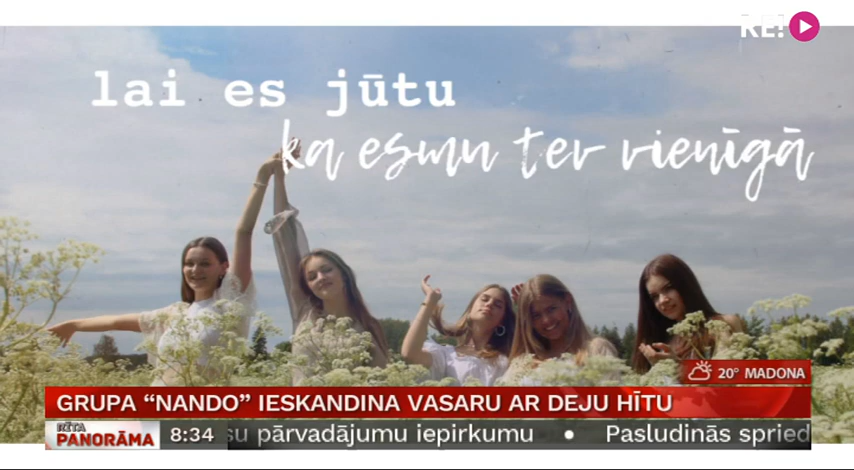 RE!
lai es jūtu
ka esmu tev vienīgā
20° MADONA
GRUPA “NANDO” IESKANDINA VASARU AR DEJU HĪTU
RĪTA
PANORĀMA
8:34
su pārvadājumu iepirkumu • Pasludinās spried